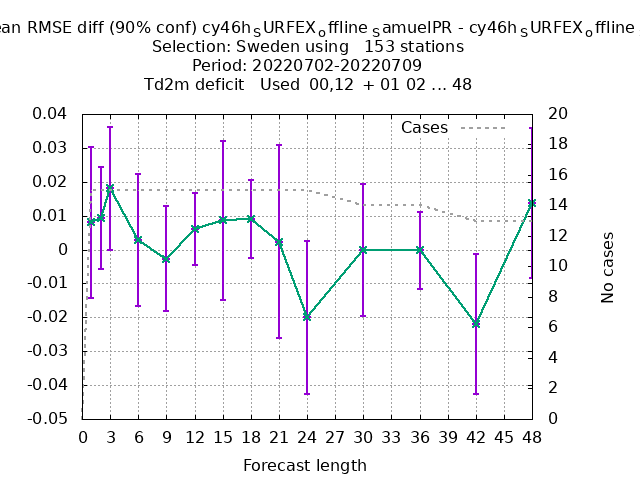 ean RMSE diff (90% conf) cy46h_SURFEX_offline_SamuelPR - cy46h_SURFEX_offline
Selection: Sweden using 153 stations
Period: 20220702-20220709
Td2m deficit Used 00,12 + 01 02 ... 48
Cases
0.04
0.03
0.02
0.01
0
-0.01
-0.02
-0.03
-0.04
-0.05
20
18
16
14
12
10
8
6
4
2
0
No cases
0 3 6 9 12 15 18 21 24 27 30 33 36 39 42 45 48
Forecast length